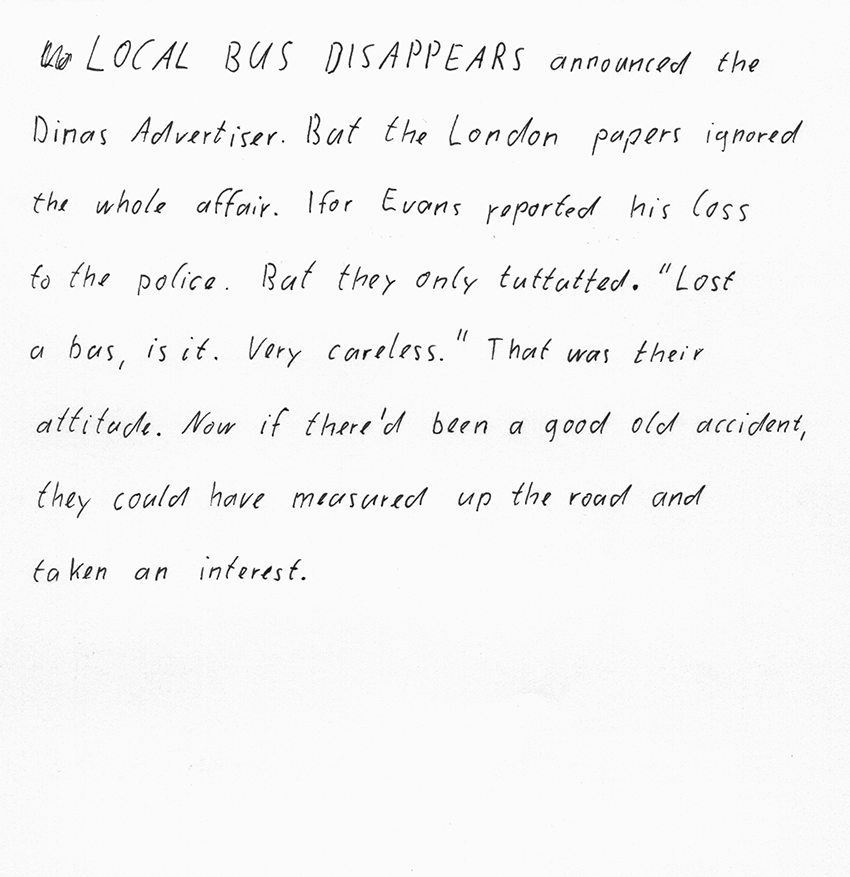 LOCAL BUS DISAPPEARS announced the
Dinas Advertiser. But the London papers ignored
the whole affair. Ifor Evans reported his loss
to the police. But they only tuttutted. "Lost
a bus, is it. Very careless." That was their
attitude. Now if there'd been a good old accident,
they could have measured up the road and
taken an interest.